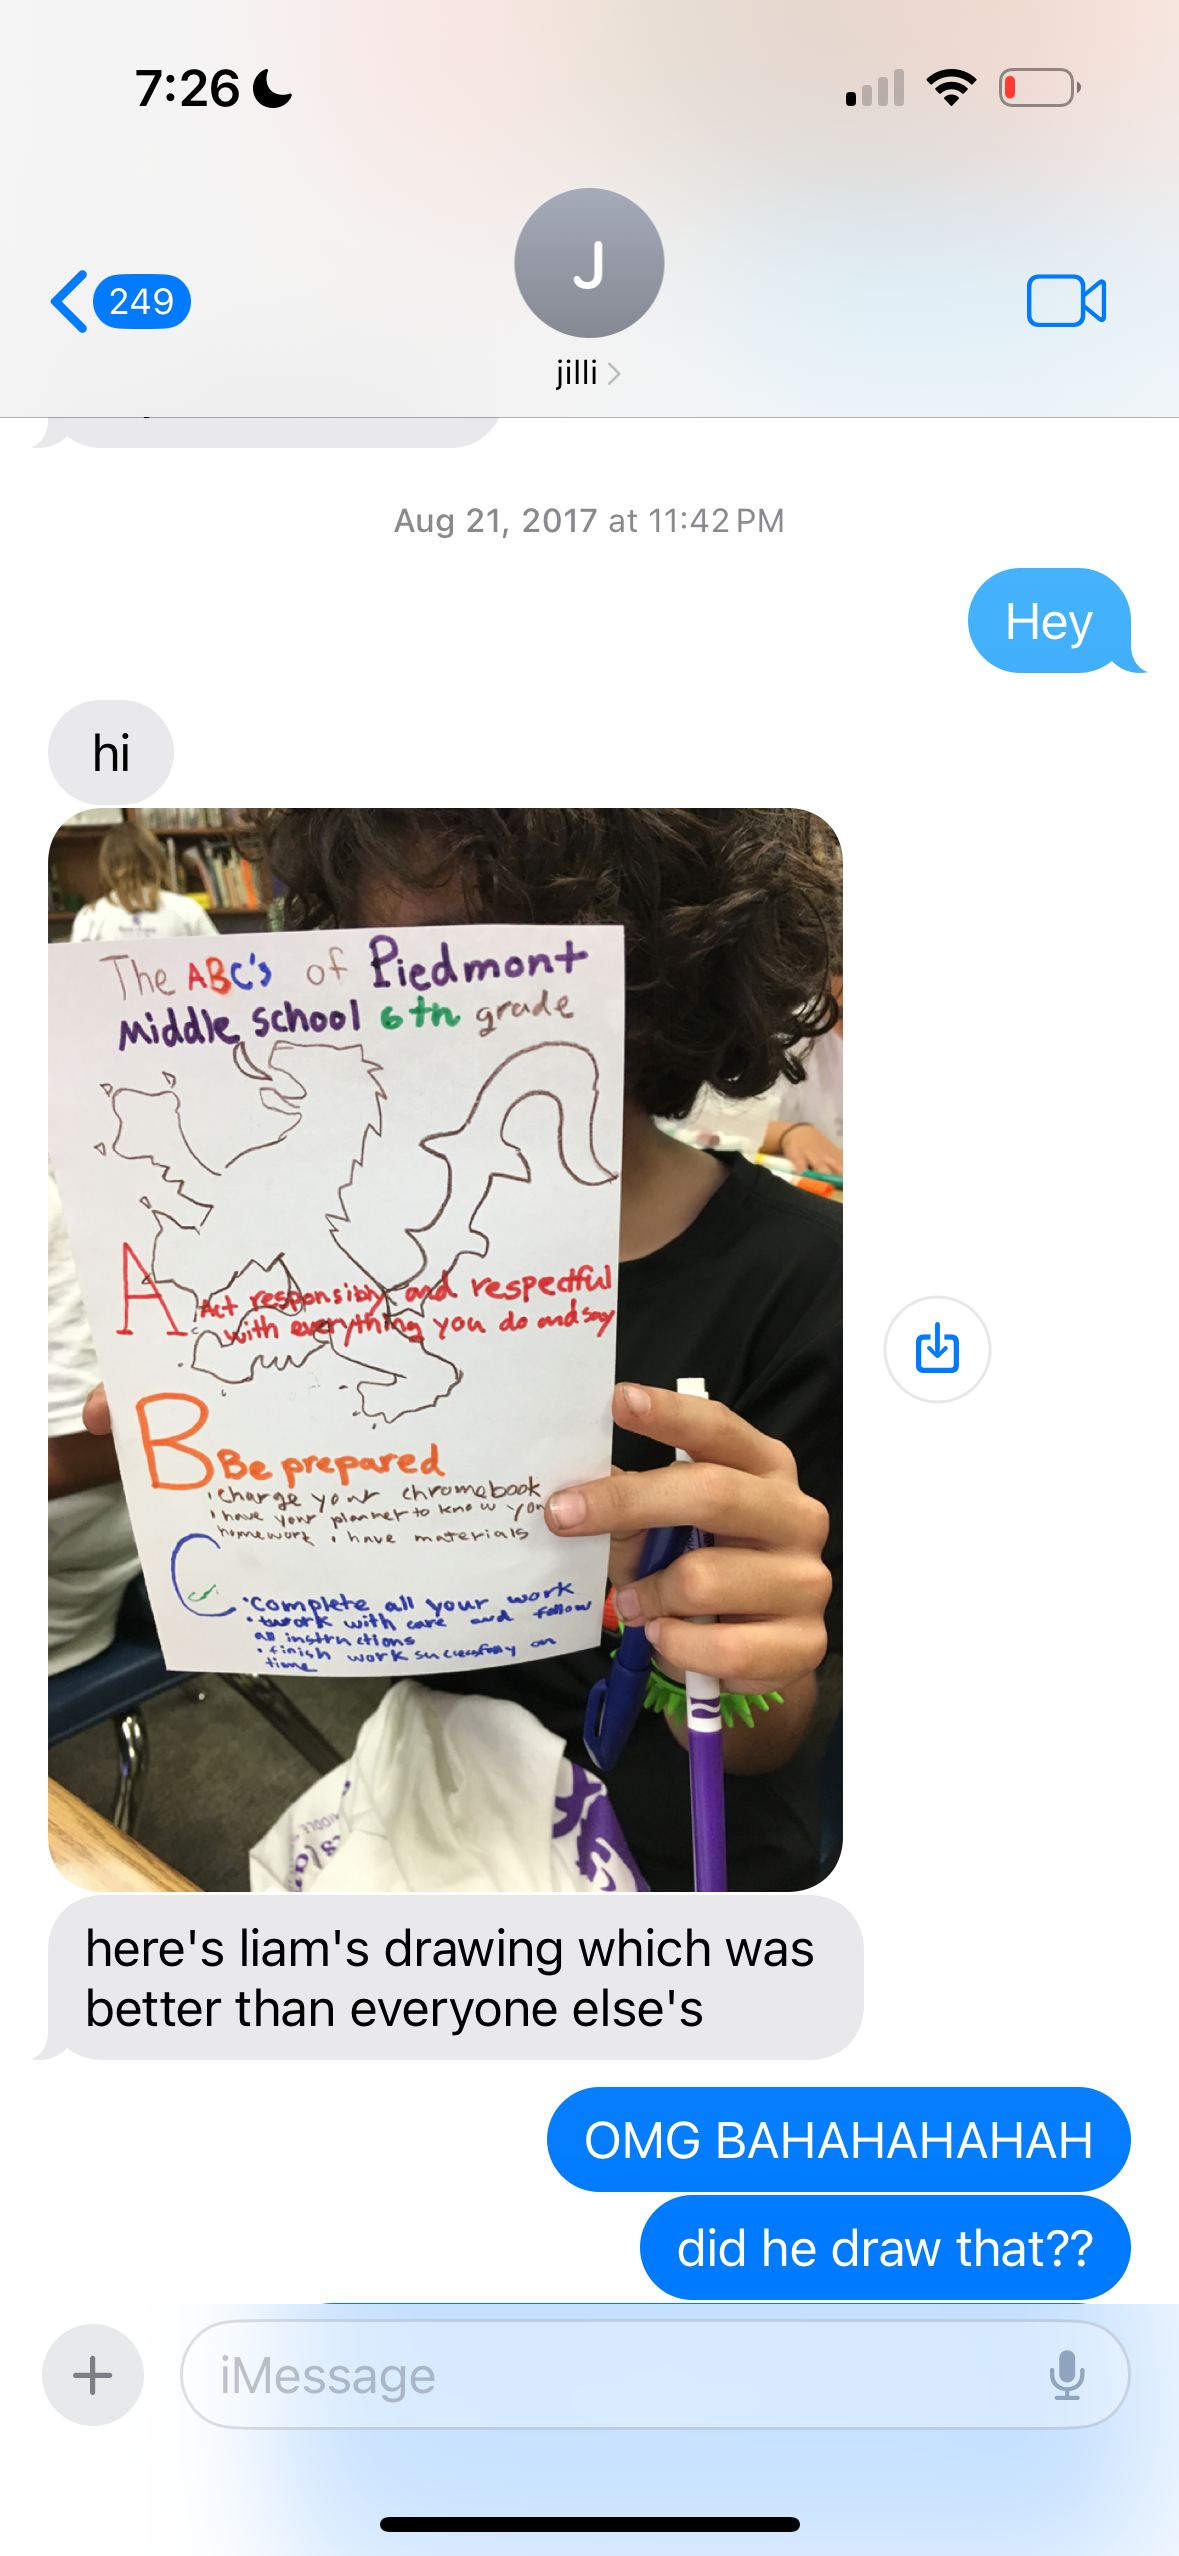 7:26
249
J
jilli
Aug 21, 2017 at 11:42 PM
Hey
hi
The ABC's of Piedmont
Middle School 6th grade
A Act responsibly and respectful
with everything you do and say
B Be prepared
• Charge your chromebook
• have your planner to know your
homework • have materials
C • Complete all your work
• work with care and follow
all instructions
• finish work successfully on
time
MIDDLE
here's liam's drawing which was
better than everyone else's
OMG BAHAHAHAHAH
did he draw that??
iMessage